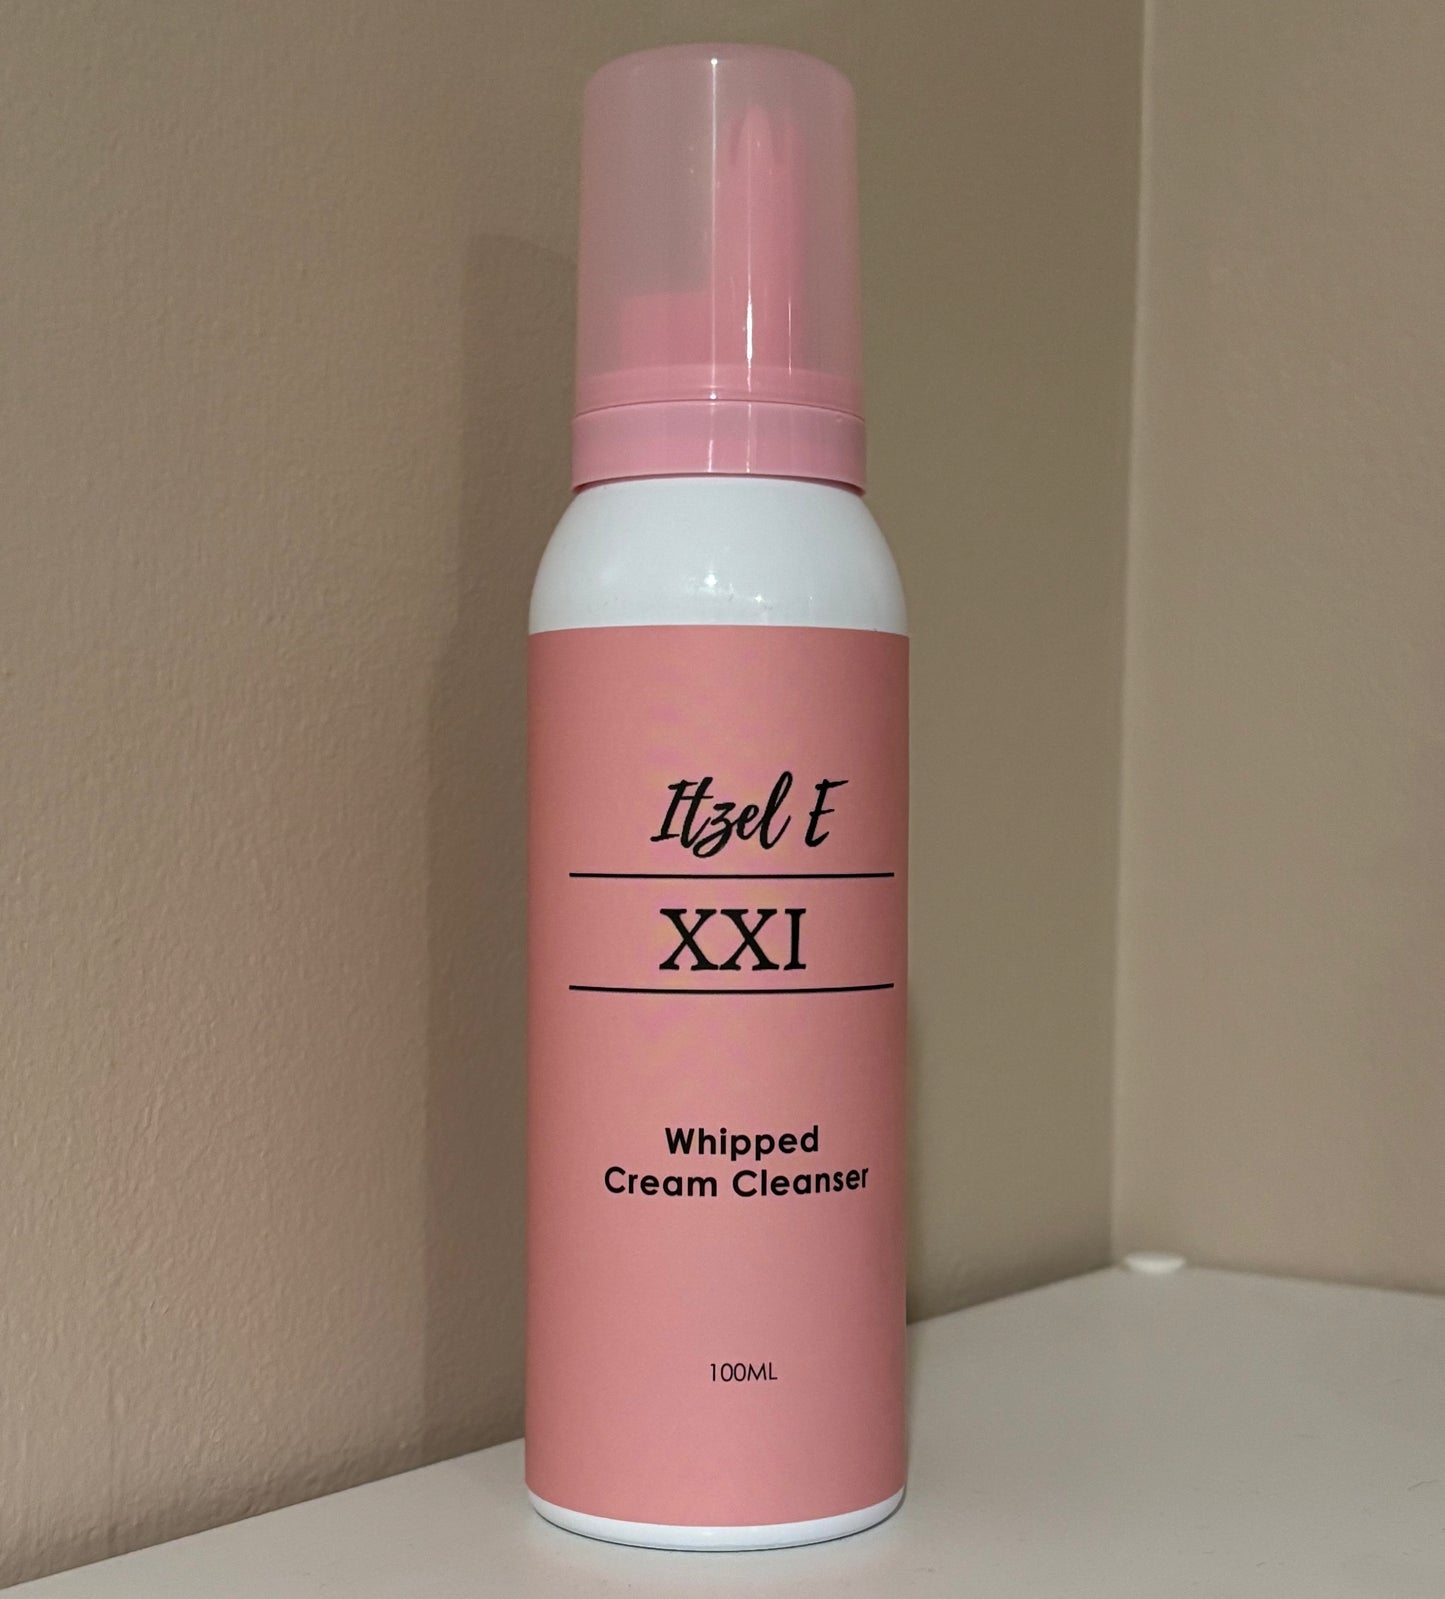 Itzel E
XXI
Whipped
Cream Cleanser
100ML